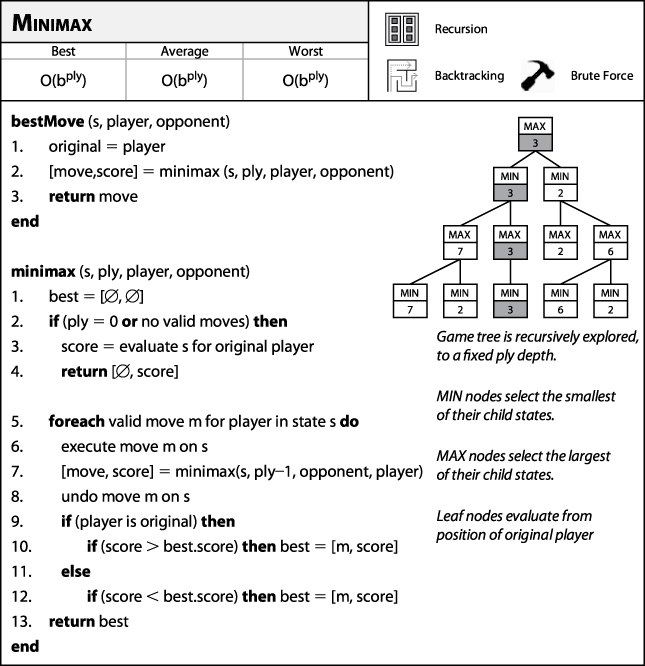 MINIMAX
Best Average Worst
O(b^ply) O(b^ply) O(b^ply)
Recursion
Backtracking Brute Force
bestMove (s, player, opponent)
1. original = player
2. [move,score] = minimax (s, ply, player, opponent)
3. return move
end
minimax (s, ply, player, opponent)
1. best = [∅, ∅]
2. if (ply = 0 or no valid moves) then
3. score = evaluate s for original player
4. return [∅, score]
5. foreach valid move m for player in state s do
6. execute move m on s
7. [move, score] = minimax(s, ply−1, opponent, player)
8. undo move m on s
9. if (player is original) then
10. if (score > best.score) then best = [m, score]
11. else
12. if (score < best.score) then best = [m, score]
13. return best
end
MAX
3
MIN MIN
3 2
MAX MAX MAX MAX
7 3 2 6
MIN MIN MIN MIN MIN
7 2 3 6 2
Game tree is recursively explored,
to a fixed ply depth.
MIN nodes select the smallest
of their child states.
MAX nodes select the largest
of their child states.
Leaf nodes evaluate from
position of original player